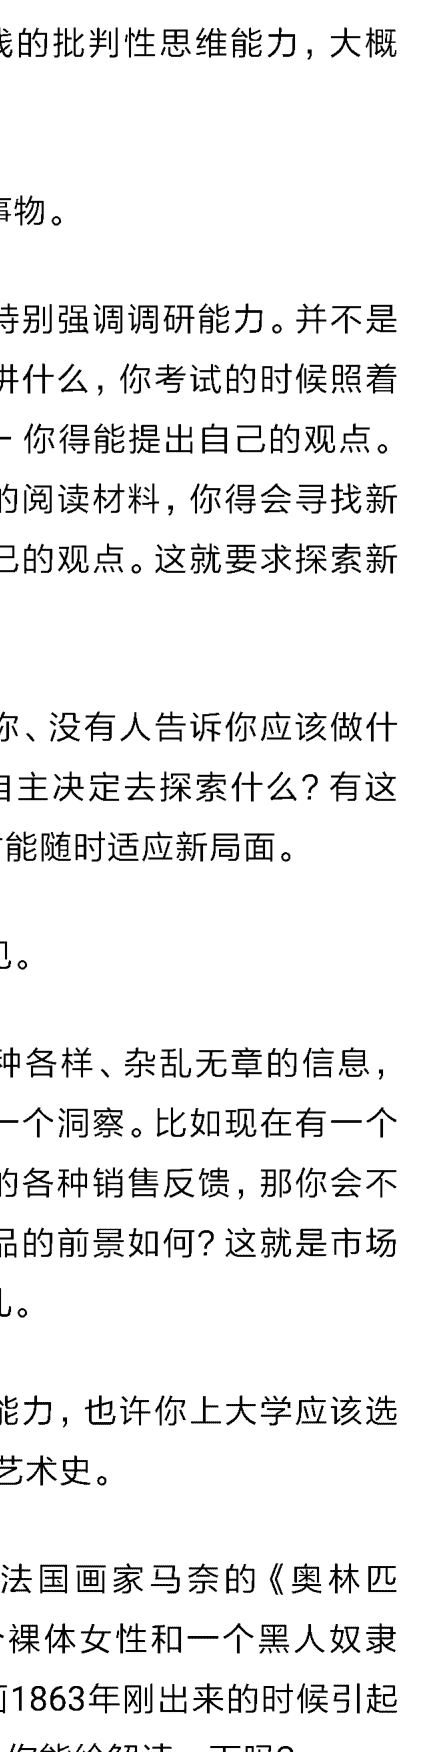 的批判性思维能力，大概
物。
别强调调研能力。并不是
什么，你考试的时候照着
你得能提出自己的观点。
的阅读材料，你得会寻找新
己的观点。这就要求探索新
你、没有人告诉你应该做什
自主决定去探索什么？有这
能随时适应新局面。
。
种各样、杂乱无章的信息，
一个洞察。比如现在有一个
的各种销售反馈，那你会不
品的前景如何？这就是市场
。
能力，也许你上大学应该选
艺术史。
法国画家马奈的《奥林匹
裸体女性和一个黑人奴隶
1863年刚出来的时候引起